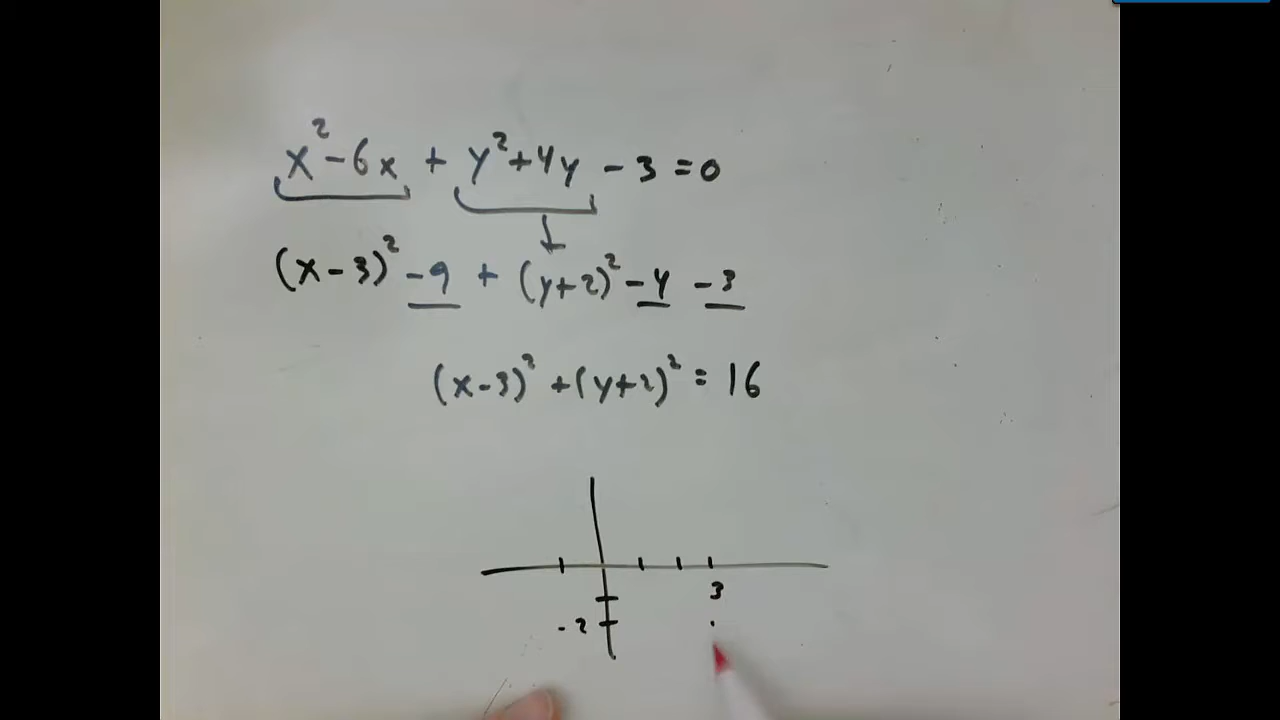 x² - 6x + y² + 4y - 3 = 0
(x - 3)² - 9 + (y + 2)² - 4 - 3
(x - 3)² + (y + 2)² = 16
3
-2